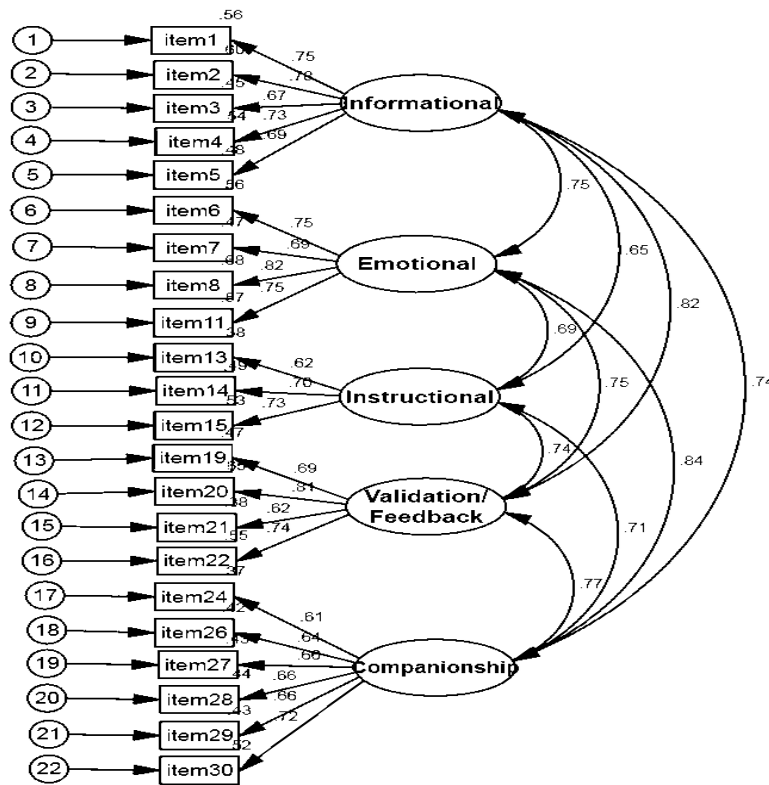 .56
1
item1
.60
.75
2
item2
.45
.78
3
item3
.54
.67
Informational
4
item4
.48
.73
5
item5
.69
.56
6
item6
.47
.75
.75
7
item7
.68
.69
.65
8
item8
.82
Emotional
9
item11
.38
.75
.82
10
item13
.49
.62
.69
11
item14
.53
.70
Instructional
.75
.74
12
item15
.47
.73
13
item19
.69
.74
.84
14
item20
.38
.81
Validation/
Feedback
15
item21
.55
.62
.71
16
item22
.37
.74
17
item24
.42
.61
.77
18
item26
.43
.64
19
item27
.44
.66
Companionship
20
item28
.43
.66
21
item29
.52
.66
22
item30
.72